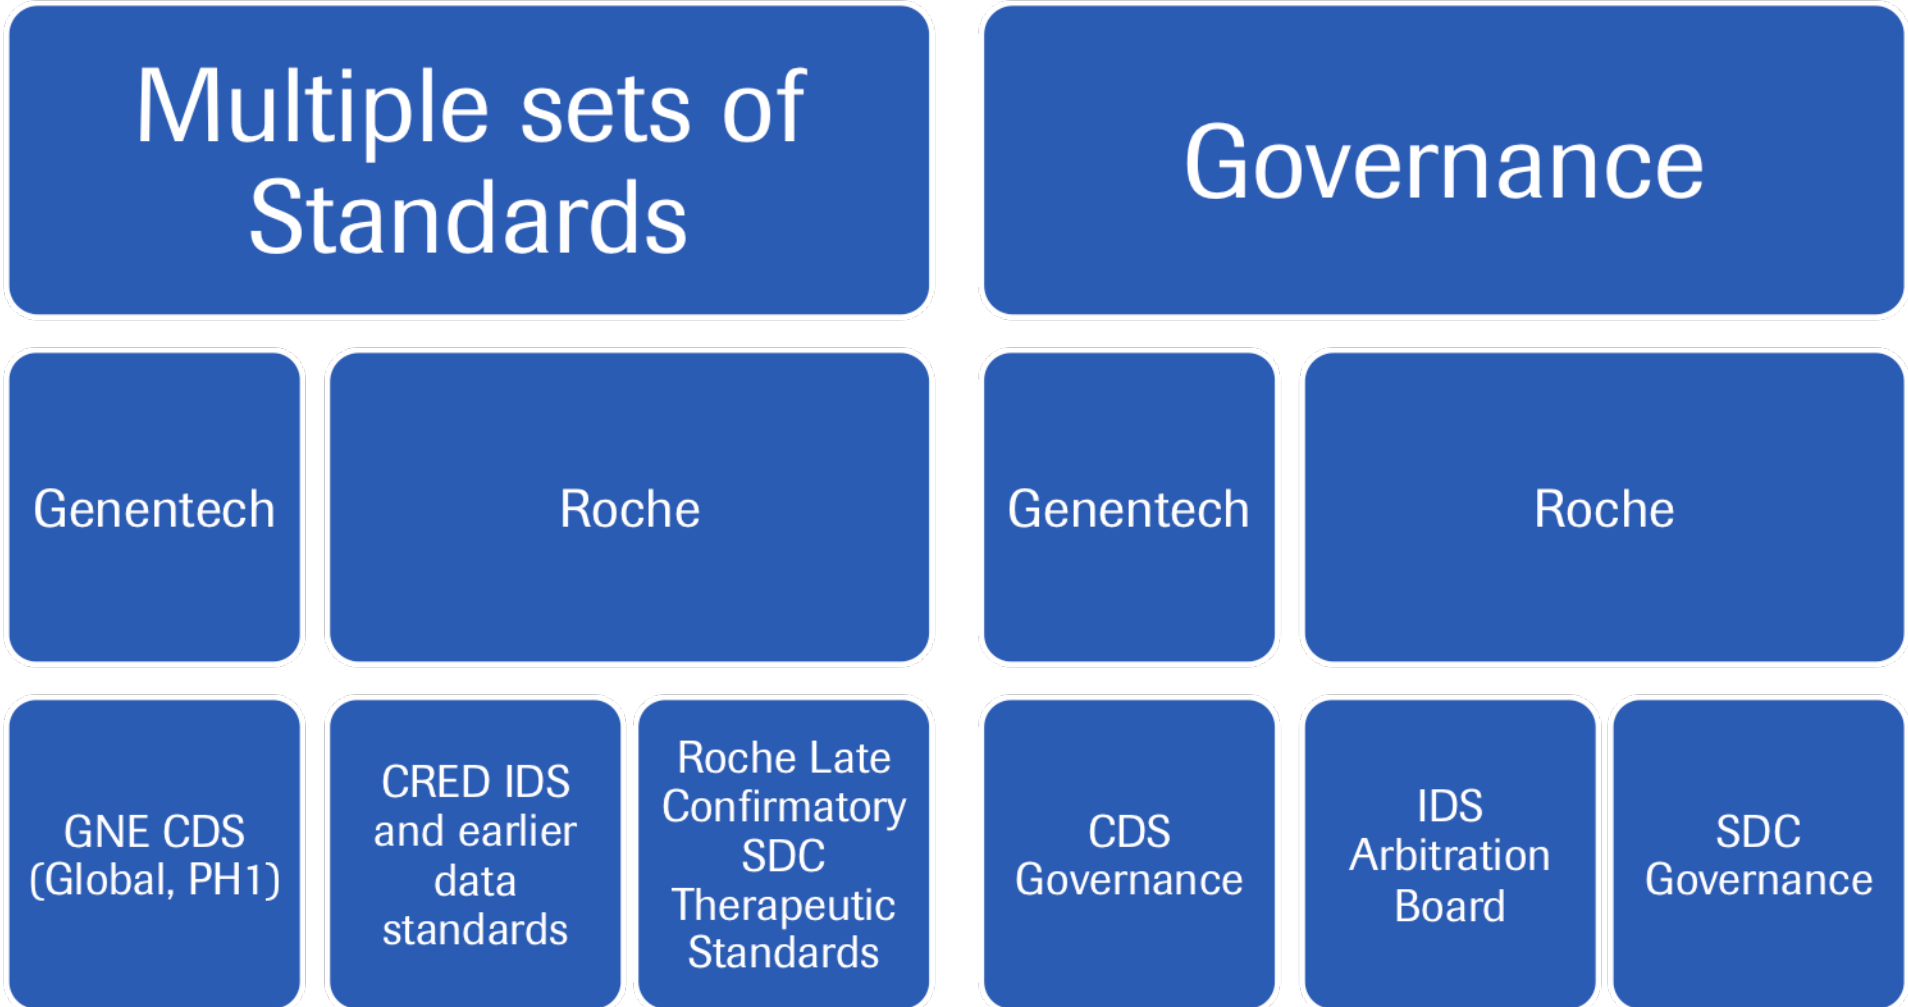 Multiple sets of
Standards
Governance
Genentech
Roche
Genentech
Roche
GNE CDS
(Global, PH1)
CRED IDS
and earlier
data
standards
Roche Late
Confirmatory
SDC
Therapeutic
Standards
CDS
Governance
IDS
Arbitration
Board
SDC
Governance